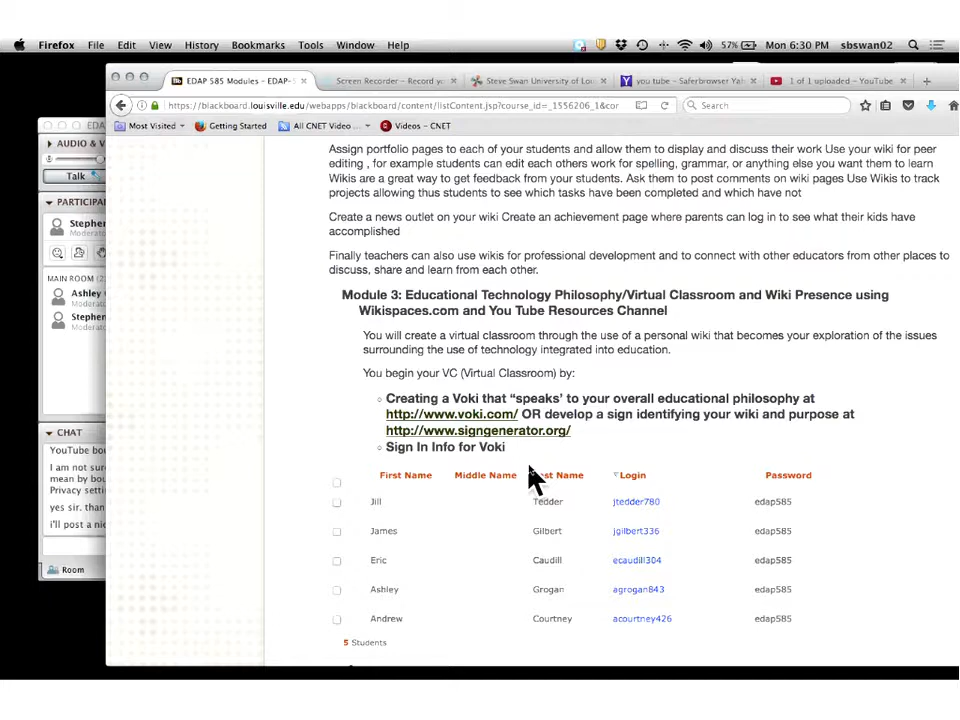 Firefox File Edit View History Bookmarks Tools Window Help 57% Mon 6:30 PM sbswan02
EDAP 585 Modules – EDAP- Screen Recorder – Record y Steve Swan University of Lou you tube - Saferbrowser Yah 1 of 1 uploaded – YouTube
https://blackboard.louisville.edu/webapps/blackboard/content/listContent.jsp?course_id=_1556206_1&cor Search
Most Visited Getting Started All CNET Video ... Videos – CNET
EDA
AUDIO & V
Talk
PARTICIPA
Stephen
Moderato
MAIN ROOM (2
Ashley
Moderato
Stephen
Moderato
CHAT
YouTube bou
I am not sure
mean by bou
Privacy setti
yes sir. than
i'll post a nic
Room
Assign portfolio pages to each of your students and allow them to display and discuss their work Use your wiki for peer
editing , for example students can edit each others work for spelling, grammar, or anything else you want them to learn
Wikis are a great way to get feedback from your students. Ask them to post comments on wiki pages Use Wikis to track
projects allowing thus students to see which tasks have been completed and which have not
Create a news outlet on your wiki Create an achievement page where parents can log in to see what their kids have
accomplished
Finally teachers can also use wikis for professional development and to connect with other educators from other places to
discuss, share and learn from each other.
Module 3: Educational Technology Philosophy/Virtual Classroom and Wiki Presence using
Wikispaces.com and You Tube Resources Channel
You will create a virtual classroom through the use of a personal wiki that becomes your exploration of the issues
surrounding the use of technology integrated into education.
You begin your VC (Virtual Classroom) by:
Creating a Voki that “speaks’ to your overall educational philosophy at
http://www.voki.com/ OR develop a sign identifying your wiki and purpose at
http://www.signgenerator.org/
Sign In Info for Voki
First Name Middle Name Last Name Login Password
Jill Tedder jtedder780 edap585
James Gilbert jgilbert336 edap585
Eric Caudill ecaudill304 edap585
Ashley Grogan agrogan843 edap585
Andrew Courtney acourtney426 edap585
5 Students